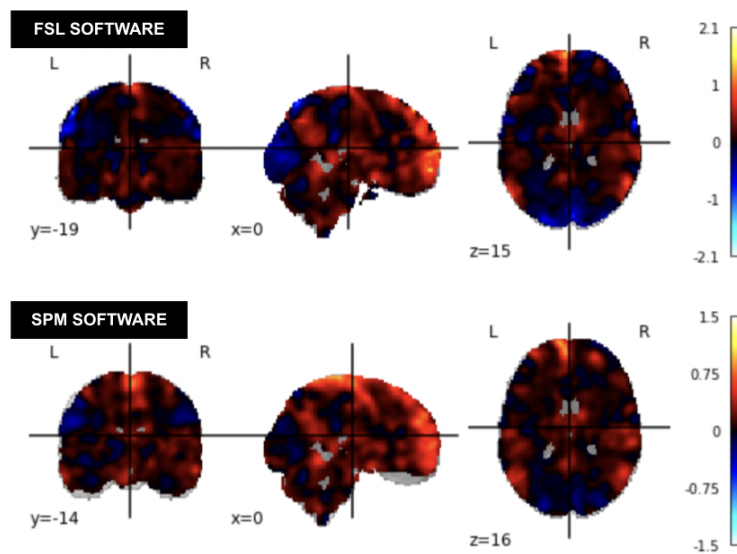 FSL SOFTWARE
L R L R
y=-19 x=0 z=15
2.1
1
0
-1
-2.1
SPM SOFTWARE
L R L R
y=-14 x=0 z=16
1.5
0.75
0
-0.75
-1.5